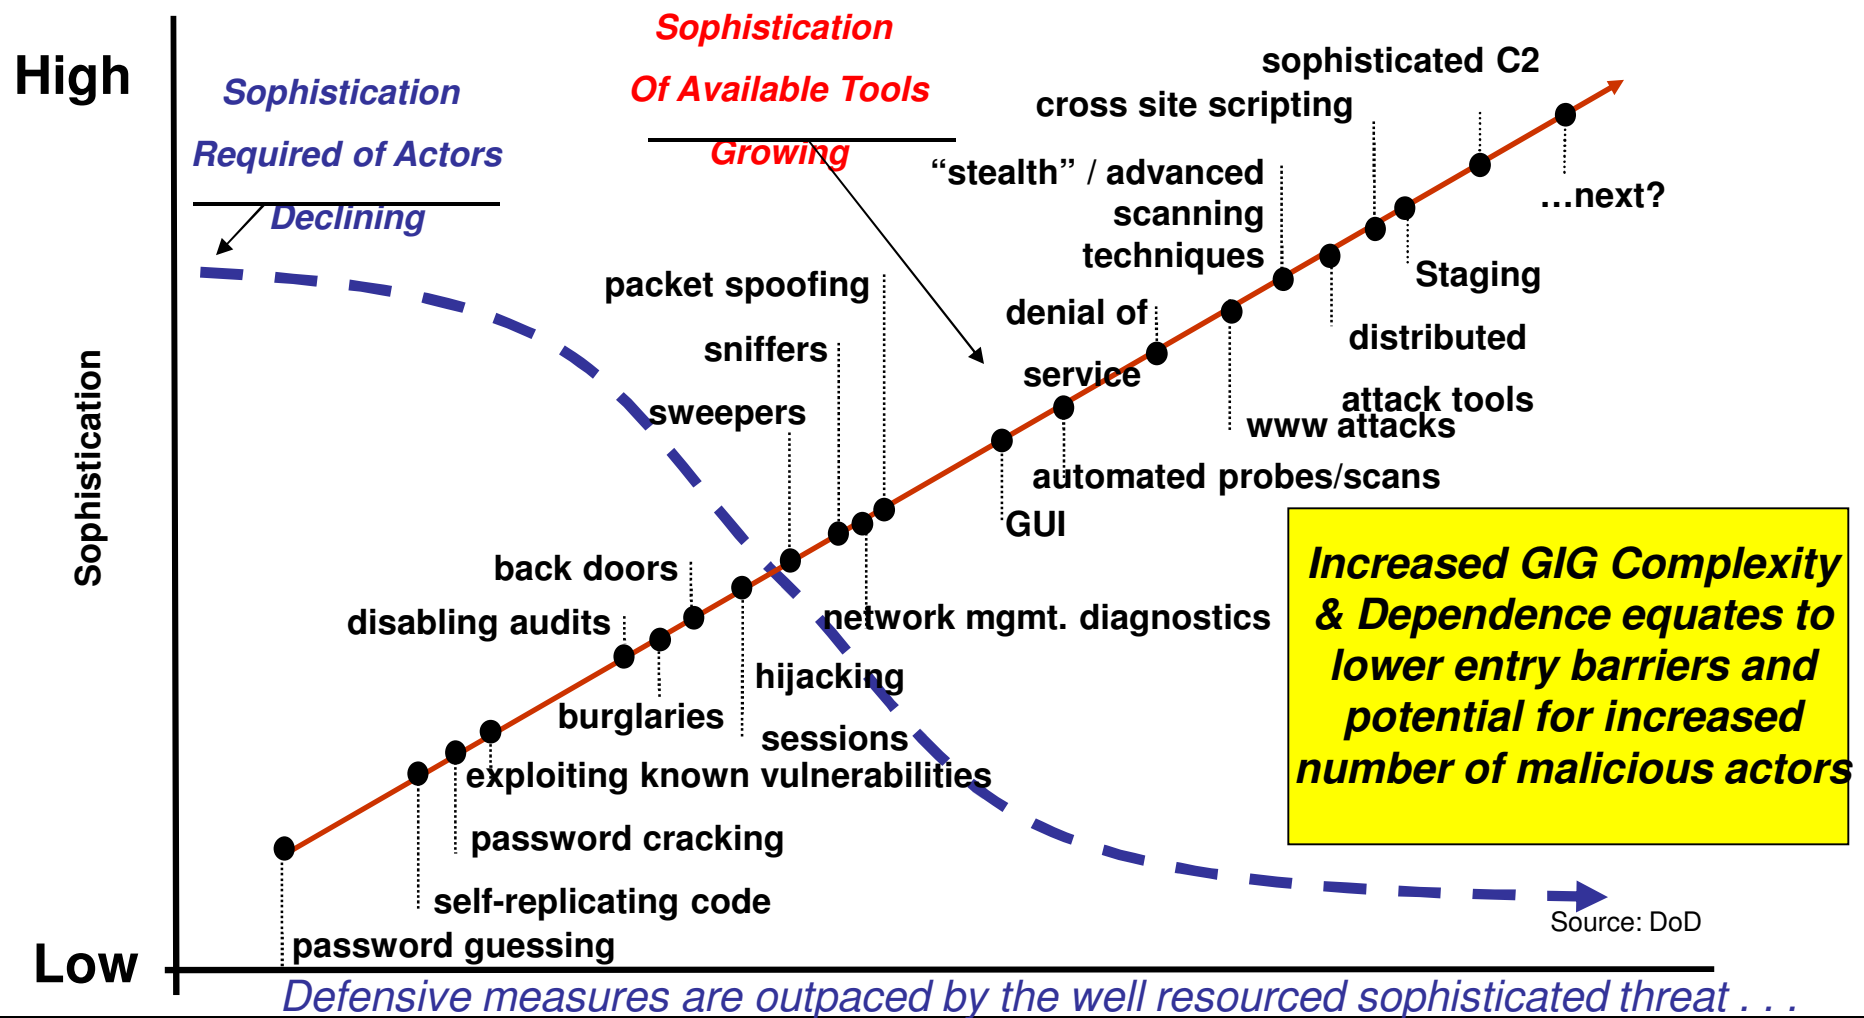 High
Sophistication
Required of Actors
Declining
Sophistication
Of Available Tools
Growing
sophisticated C2
cross site scripting
“stealth” / advanced
scanning
techniques
…next?
Staging
packet spoofing
denial of
service
distributed
attack tools
sniffers
sweepers
www attacks
automated probes/scans
GUI
Sophistication
back doors
disabling audits
network mgmt. diagnostics
hijacking
sessions
burglaries
exploiting known vulnerabilities
password cracking
self-replicating code
password guessing
Increased GIG Complexity
& Dependence equates to
lower entry barriers and
potential for increased
number of malicious actors
Source: DoD
Low
Defensive measures are outpaced by the well resourced sophisticated threat . . .